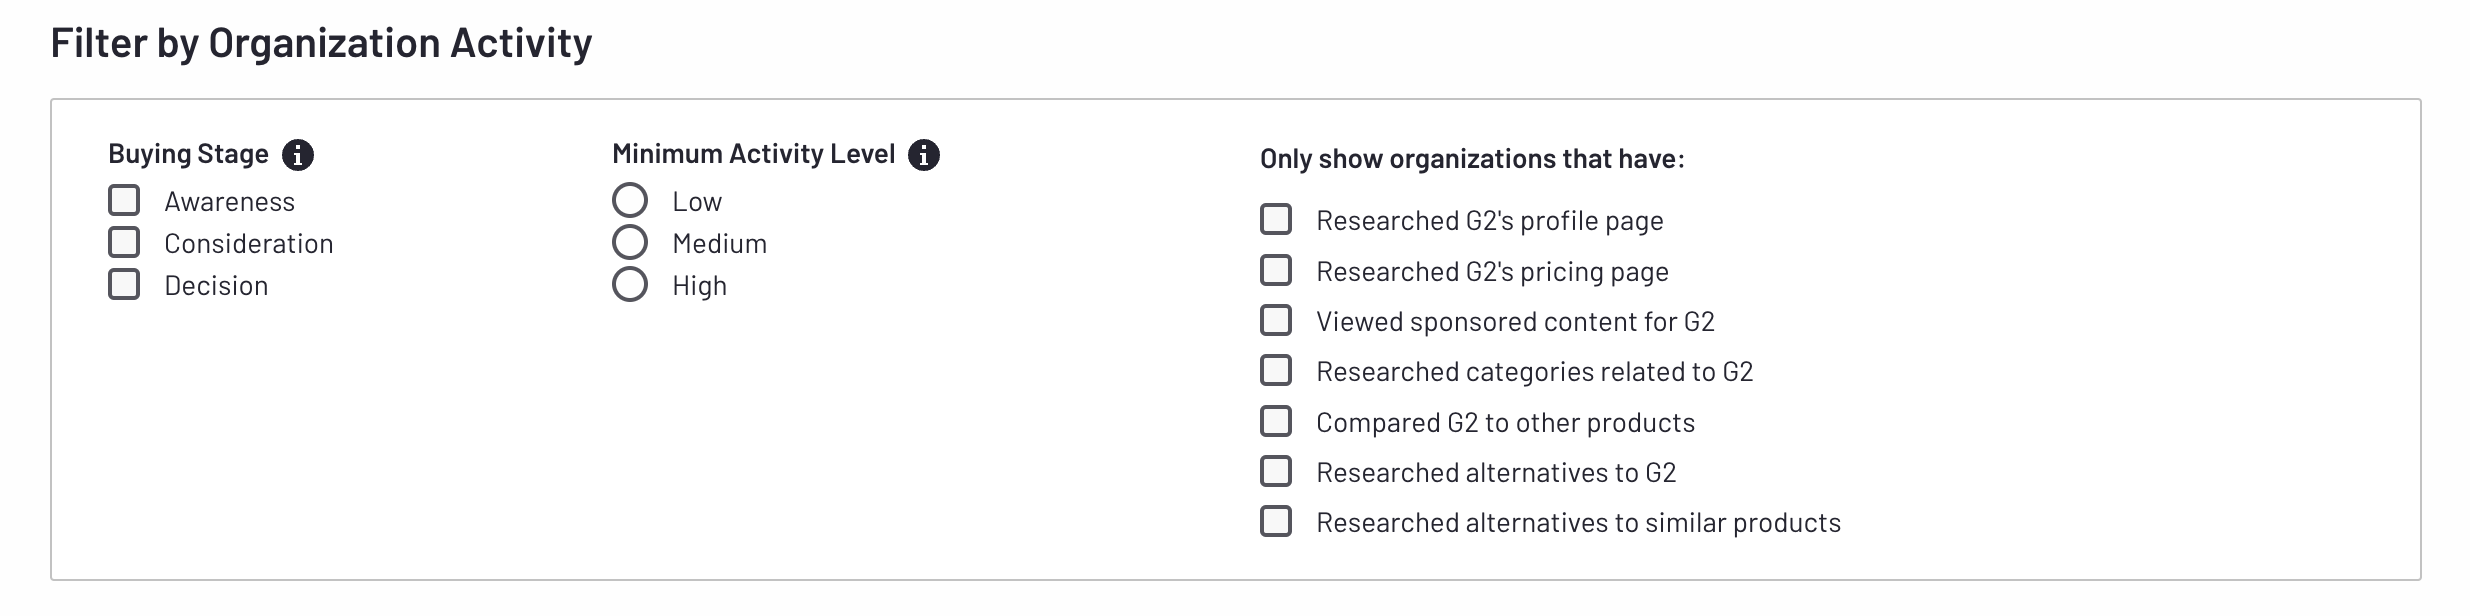 Filter by Organization Activity
Buying Stage
Awareness
Consideration
Decision
Minimum Activity Level
Low
Medium
High
Only show organizations that have:
Researched G2's profile page
Researched G2's pricing page
Viewed sponsored content for G2
Researched categories related to G2
Compared G2 to other products
Researched alternatives to G2
Researched alternatives to similar products